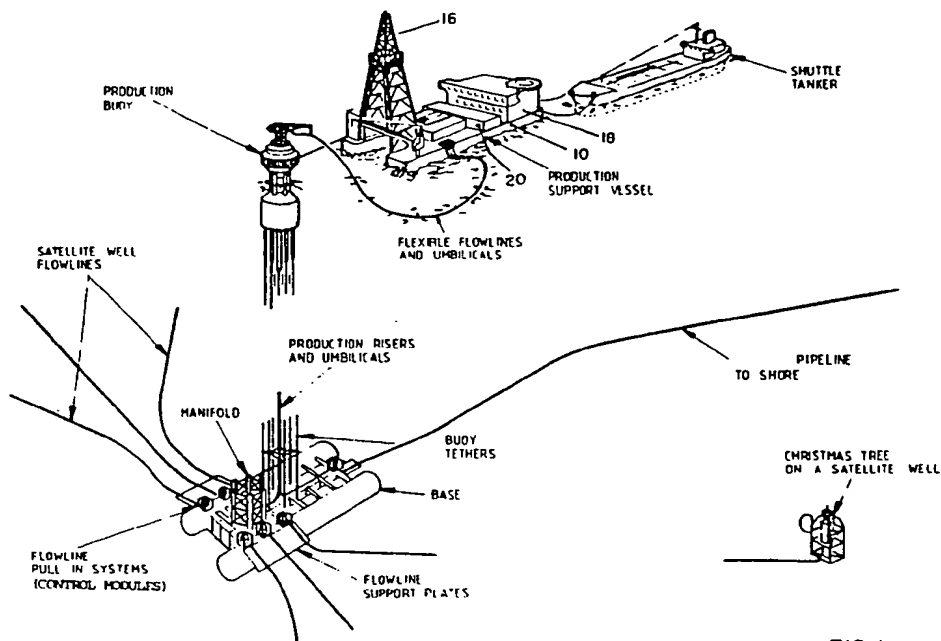 16
SHUTTLE
TANKER
PRODUCTION
BUOY
18
10
20
PRODUCTION
SUPPORT VESSEL
FLEXIBLE FLOWLINES
AND UMBILICALS
SATELLITE WELL
FLOWLINES
PRODUCTION RISERS
AND UMBILICALS
PIPELINE
TO SHORE
MANIFOLD
BUOY
TETHERS
CHRISTMAS TREE
ON A SATELLITE WELL
BASE
FLOWLINE
PULL IN SYSTEMS
(CONTROL MODULES)
FLOWLINE
SUPPORT PLATES